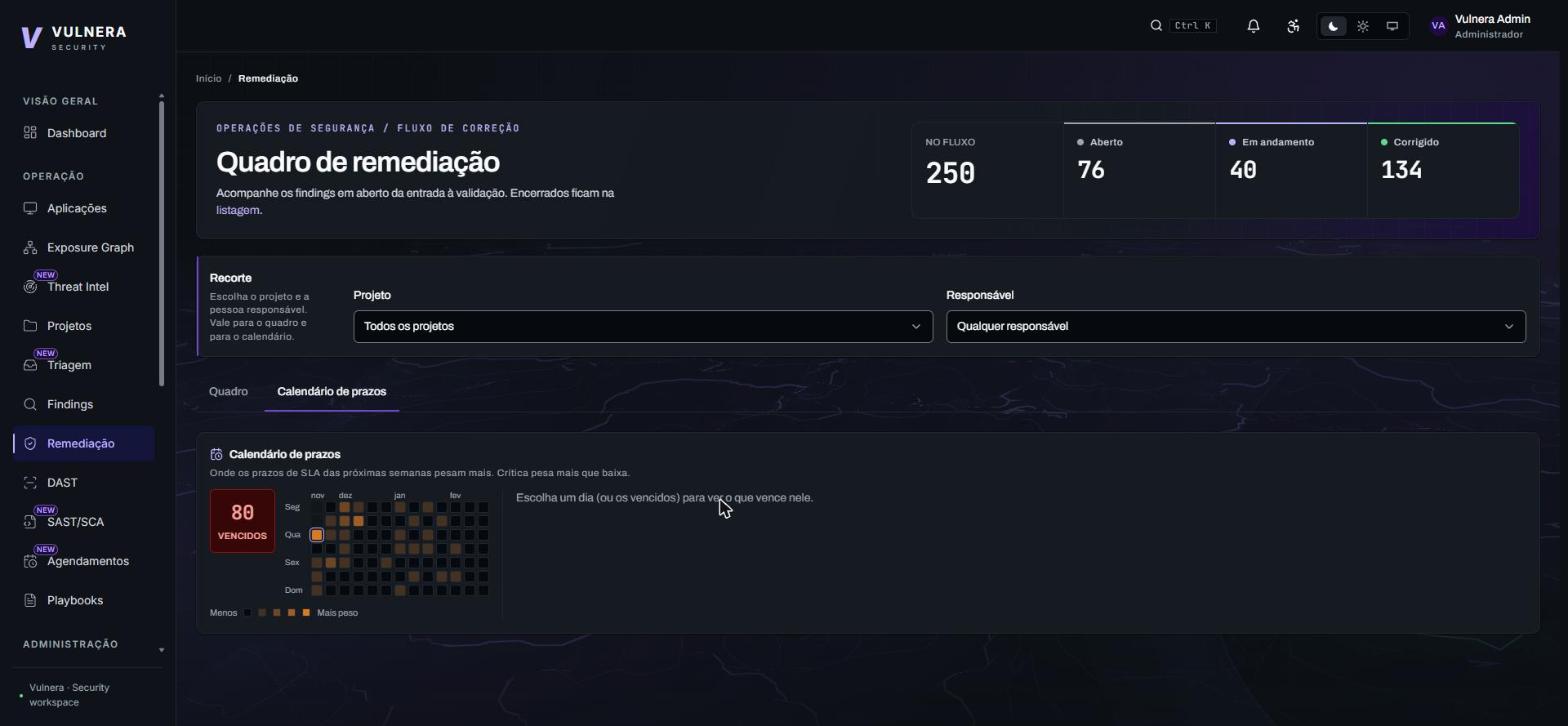 VULNERA
SECURITY
Ctrl K
VA
Vulnera Admin
Administrador
VISÃO GERAL
Dashboard
OPERAÇÃO
Aplicações
Exposure Graph
NEW
Threat Intel
Projetos
NEW
Triagem
Findings
Remediação
DAST
NEW
SAST/SCA
NEW
Agendamentos
Playbooks
ADMINISTRAÇÃO
Vulnera - Security
workspace
Início / Remediação
OPERAÇÕES DE SEGURANÇA / FLUXO DE CORREÇÃO
Quadro de remediação
Acompanhe os findings em aberto da entrada à validação. Encerrados ficam na
listagem.
NO FLUXO
250
Aberto
76
Em andamento
40
Corrigido
134
Recorte
Escolha o projeto e a
pessoa responsável.
Vale para o quadro e
para o calendário.
Projeto
Todos os projetos
Responsável
Qualquer responsável
Quadro
Calendário de prazos
Calendário de prazos
Onde os prazos de SLA das próximas semanas pesam mais. Crítica pesa mais que baixa.
80
VENCIDOS
nov dez jan fev
Seg
Qua
Sex
Dom
Menos Mais peso
Escolha um dia (ou os vencidos) para ver o que vence nele.